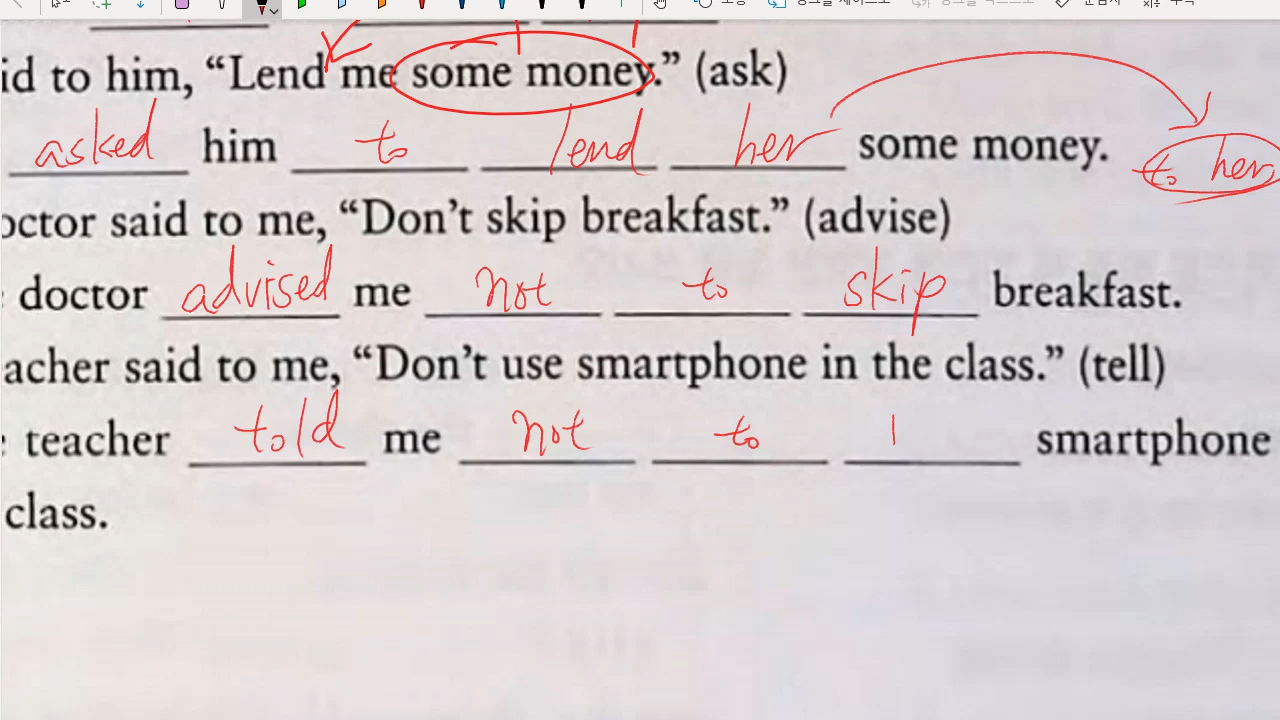 id to him, “Lend me some money.” (ask)
asked him to lend her some money. to her
octor said to me, “Don’t skip breakfast.” (advise)
doctor advised me not to skip breakfast.
acher said to me, “Don’t use smartphone in the class.” (tell)
teacher told me not to smartphone
class.